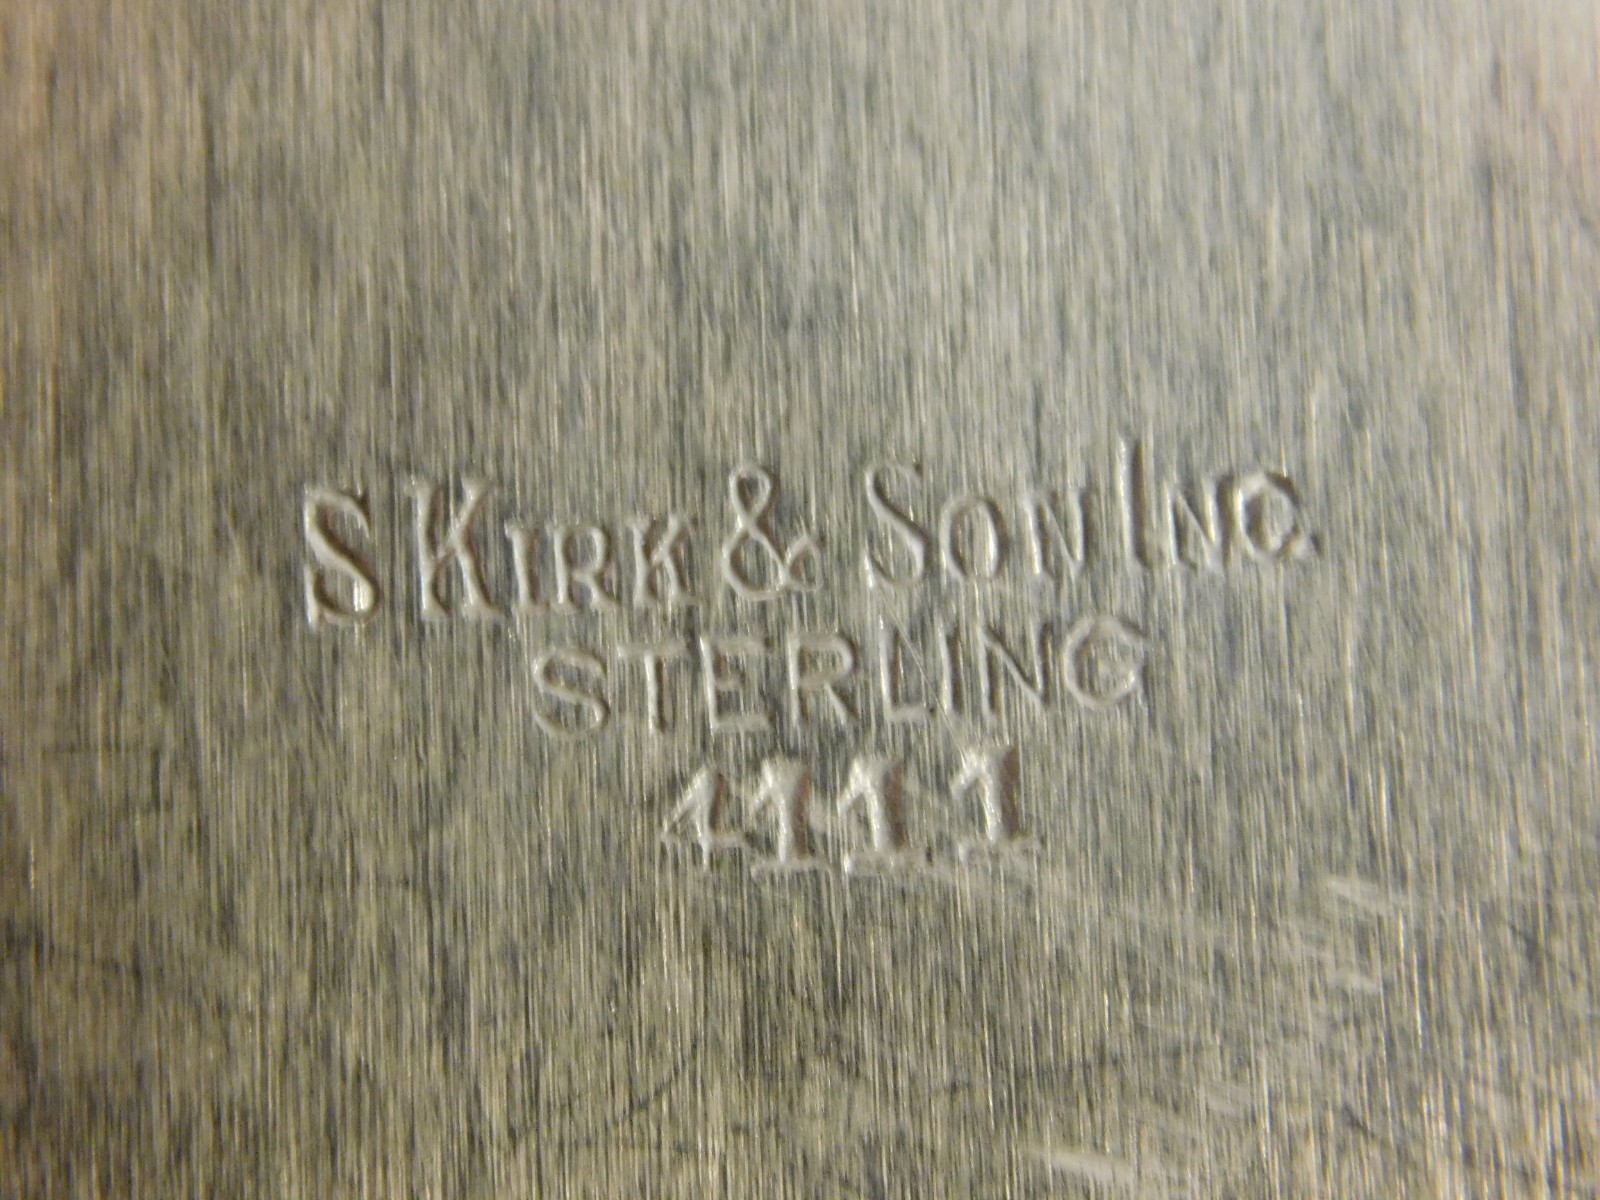 S KIRK & SON INC.
STERLING
4111